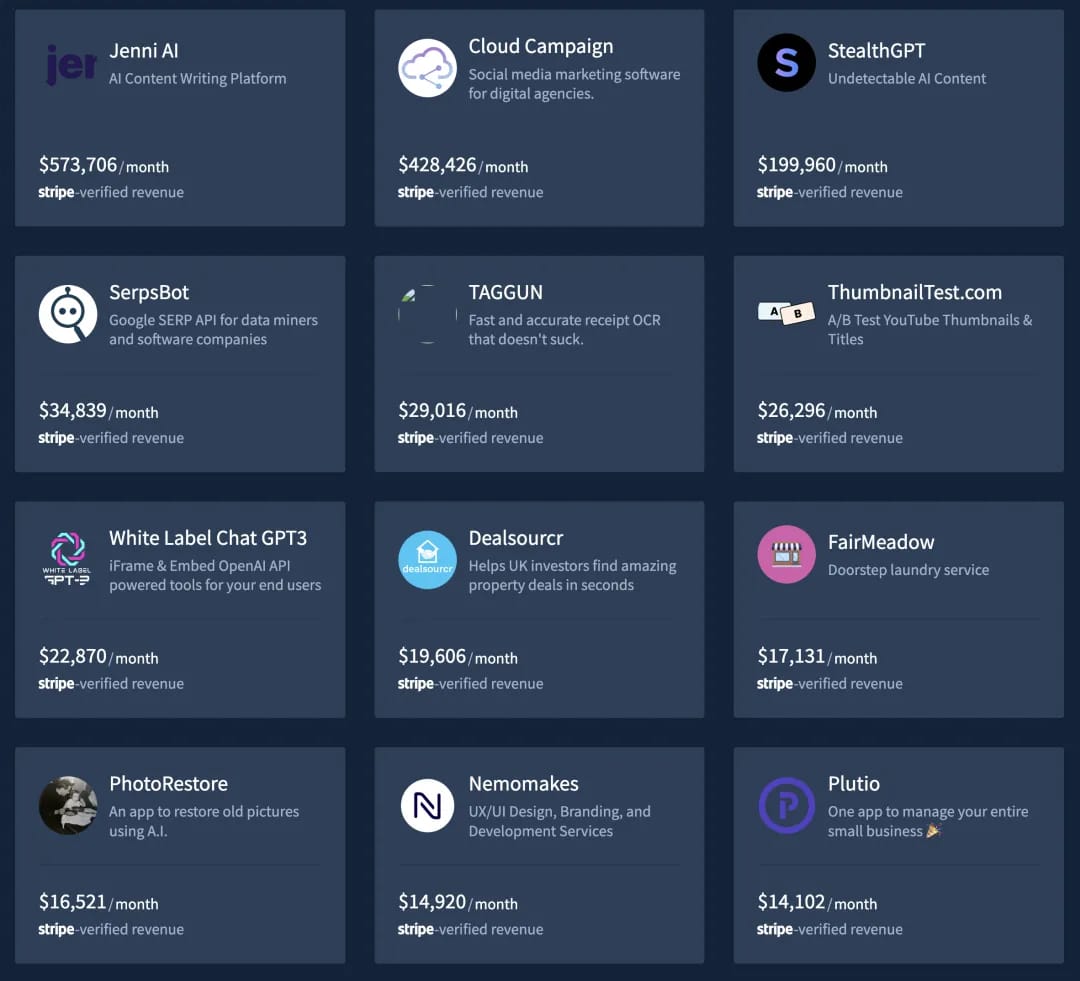 jer
Jenni AI
AI Content Writing Platform
$573,706/month
stripe-verified revenue
Cloud Campaign
Social media marketing software
for digital agencies.
$428,426/month
stripe-verified revenue
S
StealthGPT
Undetectable AI Content
$199,960/month
stripe-verified revenue
SerpsBot
Google SERP API for data miners
and software companies
$34,839/month
stripe-verified revenue
TAGGUN
Fast and accurate receipt OCR
that doesn't suck.
$29,016/month
stripe-verified revenue
A B
ThumbnailTest.com
A/B Test YouTube Thumbnails &
Titles
$26,296/month
stripe-verified revenue
WHITE LABEL
GPT-3
White Label Chat GPT3
iFrame & Embed OpenAI API
powered tools for your end users
$22,870/month
stripe-verified revenue
dealsourcr
Dealsourcr
Helps UK investors find amazing
property deals in seconds
$19,606/month
stripe-verified revenue
FairMeadow
Doorstep laundry service
$17,131/month
stripe-verified revenue
PhotoRestore
An app to restore old pictures
using A.I.
$16,521/month
stripe-verified revenue
N
Nemomakes
UX/UI Design, Branding, and
Development Services
$14,920/month
stripe-verified revenue
P
Plutio
One app to manage your entire
small business 🎉
$14,102/month
stripe-verified revenue